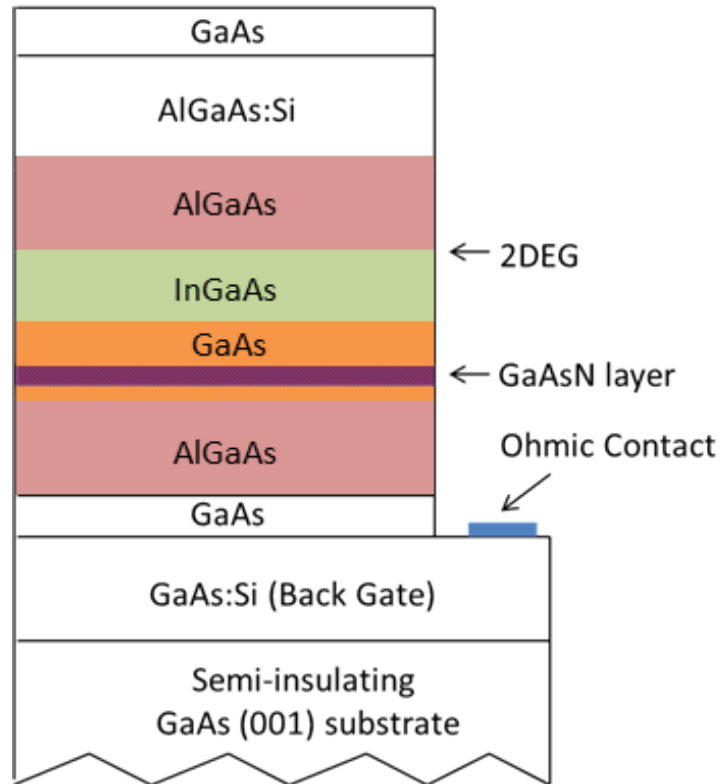 GaAs
AlGaAs:Si
AlGaAs
2DEG
InGaAs
GaAs
GaAsN layer
AlGaAs
Ohmic Contact
GaAs
GaAs:Si (Back Gate)
Semi-insulating
GaAs (001) substrate